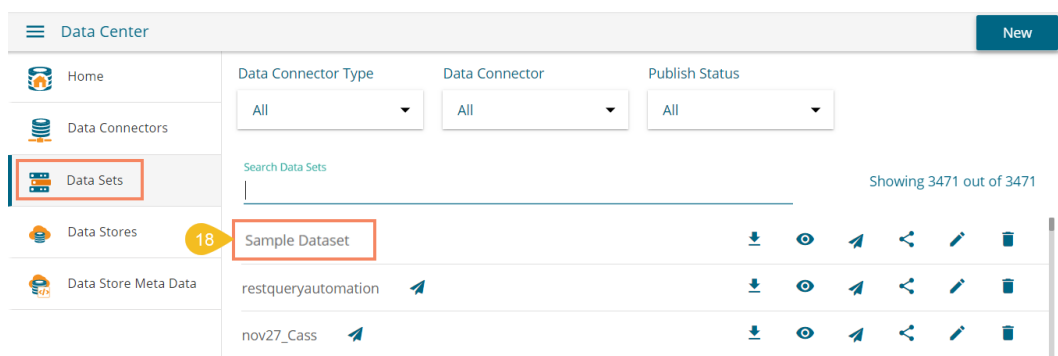 Data Center
New
Home
Data Connectors
Data Sets
Data Stores
Data Store Meta Data
Data Connector Type
Data Connector
Publish Status
All
All
All
Search Data Sets
Showing 3471 out of 3471
18
Sample Dataset
restqueryautomation
nov27_Cass